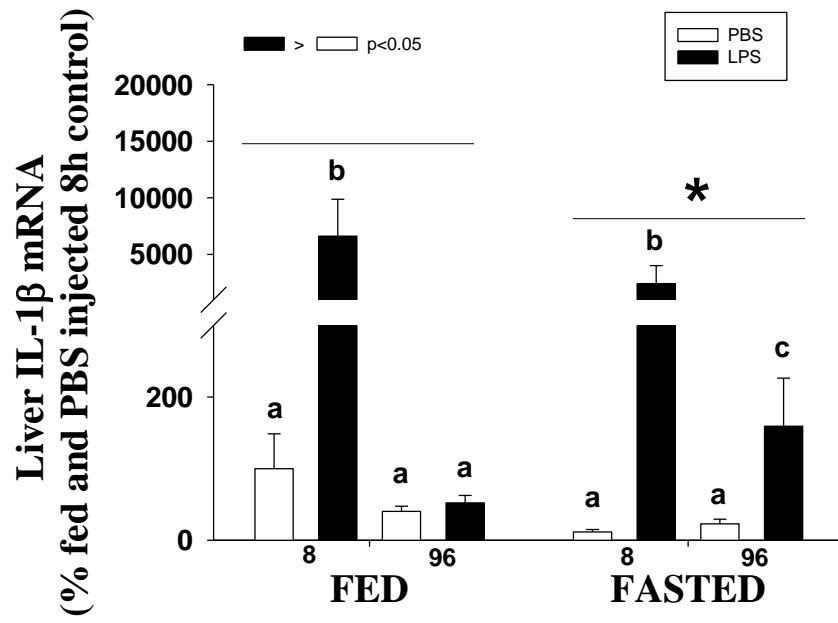 > p<0.05
PBS
LPS
Liver IL-1β mRNA
(% fed and PBS injected 8h control)
20000
15000
10000
5000
200
0
a
b
a
a
a
b
a
c
*
8
96
8
96
FED
FASTED